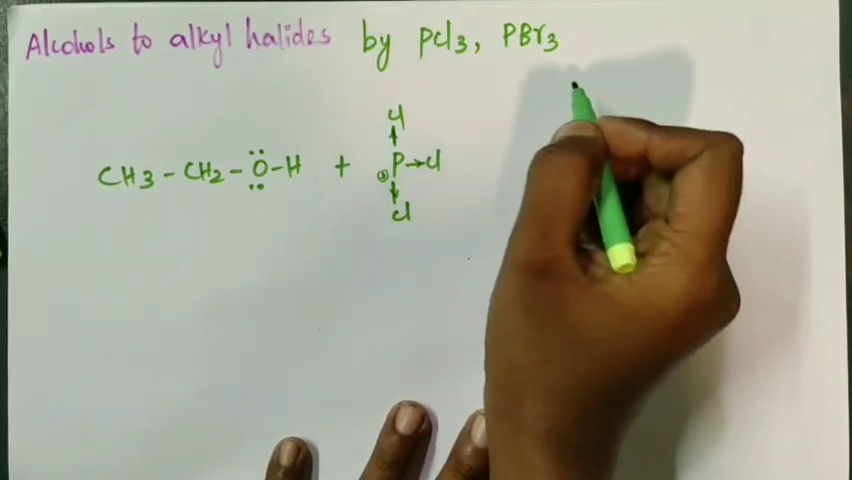 Alcohols to alkyl halides by PCl3, PBr3
Cl
CH3 - CH2 - Ö - H + ⊕P → Cl
Cl